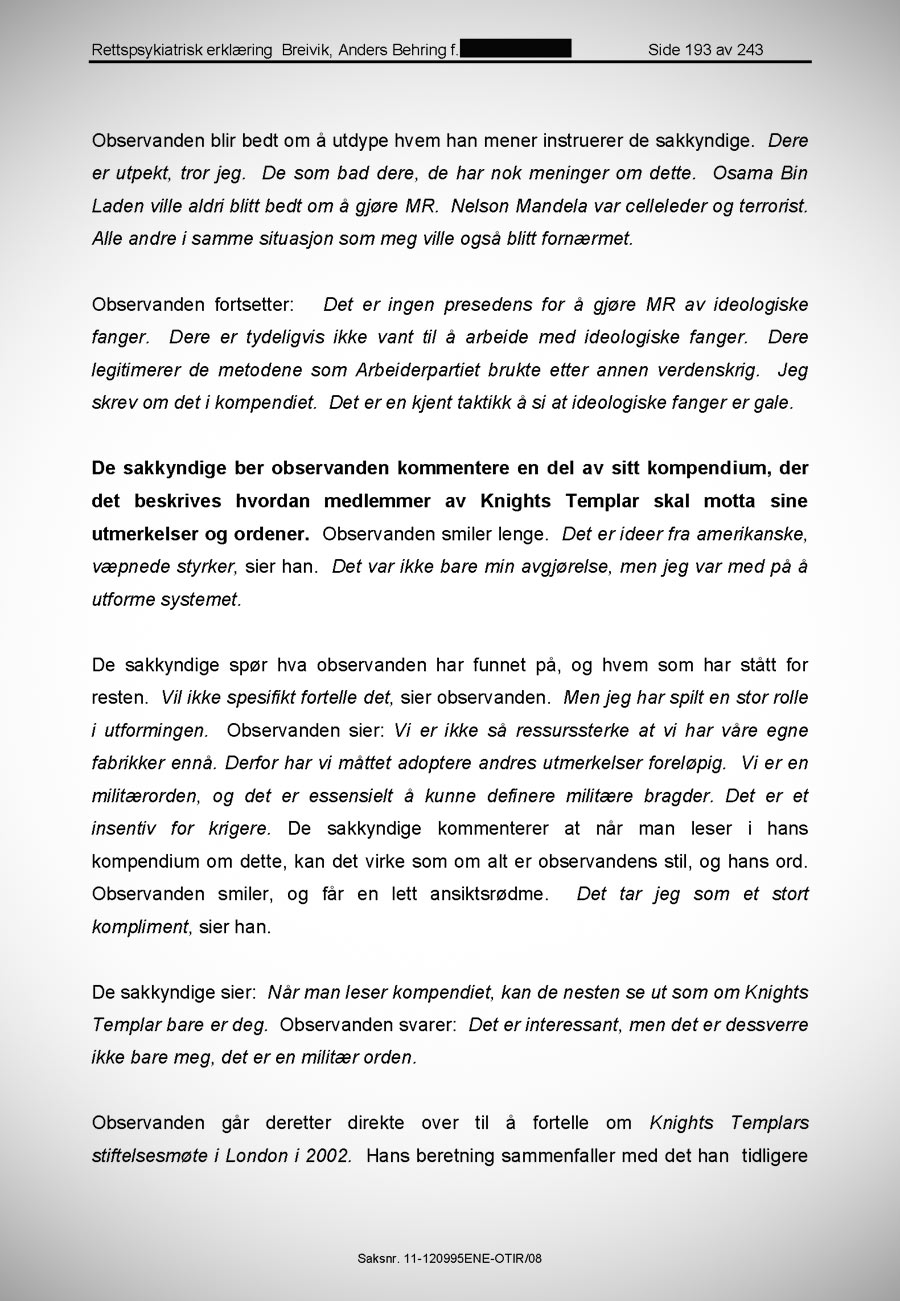 Rettspsykiatrisk erklæring Breivik, Anders Behring f. Side 193 av 243
Observanden blir bedt om å utdype hvem han mener instruerer de sakkyndige. Dere
er utpekt, tror jeg. De som bad dere, de har nok meninger om dette. Osama Bin
Laden ville aldri blitt bedt om å gjøre MR. Nelson Mandela var celleleder og terrorist.
Alle andre i samme situasjon som meg ville også blitt fornærmet.
Observanden fortsetter: Det er ingen presedens for å gjøre MR av ideologiske
fanger. Dere er tydeligvis ikke vant til å arbeide med ideologiske fanger. Dere
legitimerer de metodene som Arbeiderpartiet brukte etter annen verdenskrig. Jeg
skrev om det i kompendiet. Det er en kjent taktikk å si at ideologiske fanger er gale.
De sakkyndige ber observanden kommentere en del av sitt kompendium, der
det beskrives hvordan medlemmer av Knights Templar skal motta sine
utmerkelser og ordener. Observanden smiler lenge. Det er ideer fra amerikanske,
væpnede styrker, sier han. Det var ikke bare min avgjørelse, men jeg var med på å
utforme systemet.
De sakkyndige spør hva observanden har funnet på, og hvem som har stått for
resten. Vil ikke spesifikt fortelle det, sier observanden. Men jeg har spilt en stor rolle
i utformingen. Observanden sier: Vi er ikke så ressurssterke at vi har våre egne
fabrikker ennå. Derfor har vi måttet adoptere andres utmerkelser foreløpig. Vi er en
militærorden, og det er essensielt å kunne definere militære bragder. Det er et
insentiv for krigere. De sakkyndige kommenterer at når man leser i hans
kompendium om dette, kan det virke som om alt er observandens stil, og hans ord.
Observanden smiler, og får en lett ansiktsrødme. Det tar jeg som et stort
kompliment, sier han.
De sakkyndige sier: Når man leser kompendiet, kan de nesten se ut som om Knights
Templar bare er deg. Observanden svarer: Det er interessant, men det er dessverre
ikke bare meg, det er en militær orden.
Observanden går deretter direkte over til å fortelle om Knights Templars
stiftelsesmøte i London i 2002. Hans beretning sammenfaller med det han tidligere
Saksnr. 11-120995ENE-OTIR/08